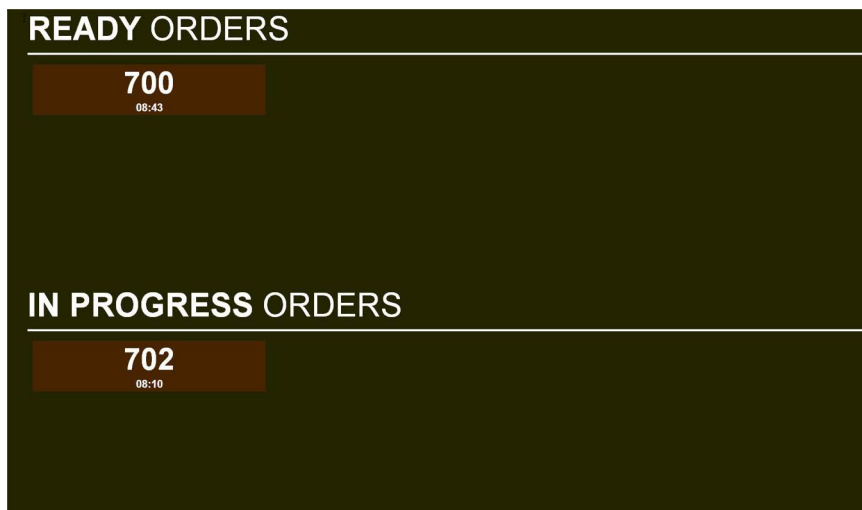 READY ORDERS
700
08:43
IN PROGRESS ORDERS
702
08:10